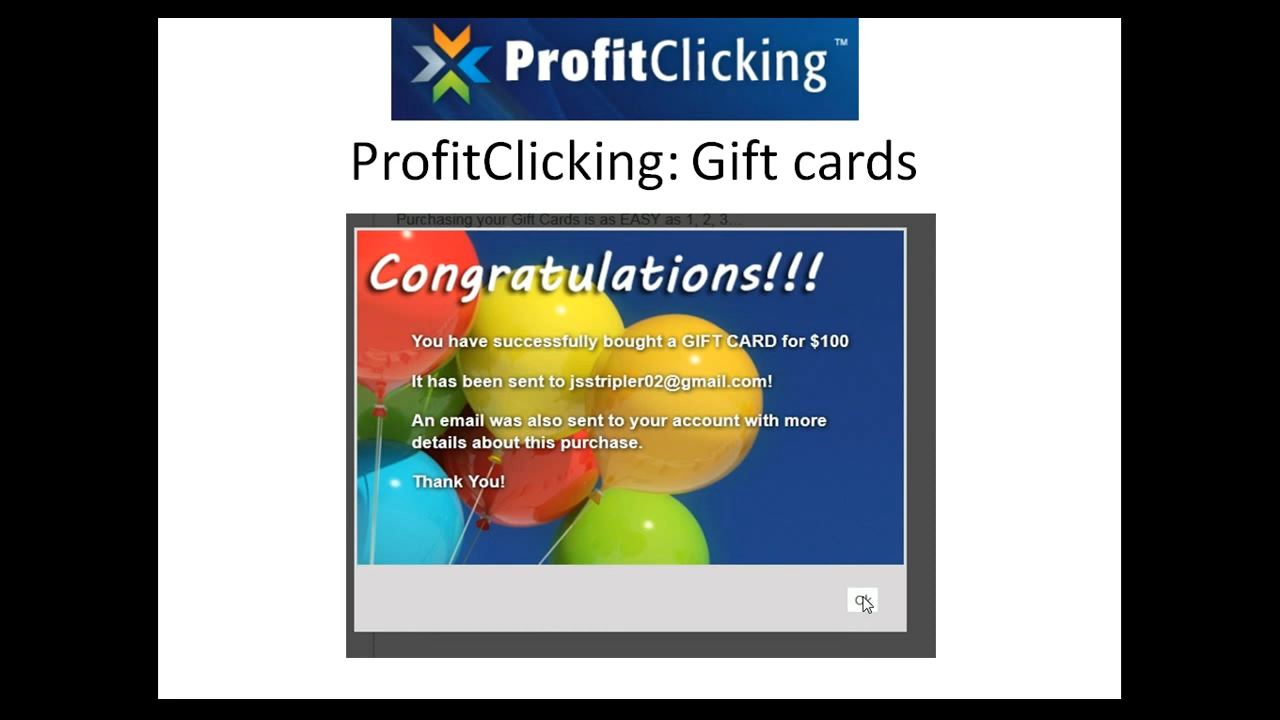 ProfitClicking™
ProfitClicking: Gift cards
Purchasing your Gift Cards is as EASY as 1, 2, 3...
Congratulations!!!
You have successfully bought a GIFT CARD for $100
It has been sent to jsstripler02@gmail.com!
An email was also sent to your account with more
details about this purchase.
Thank You!
Ok